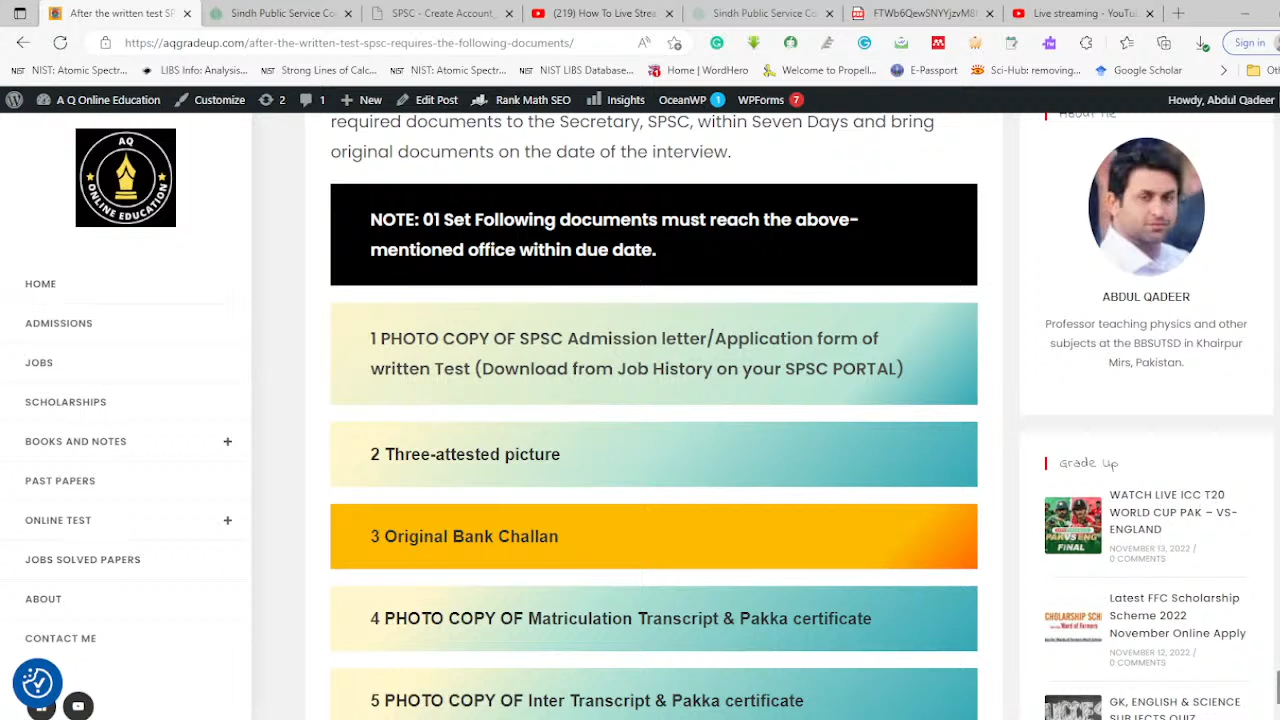 After the written test SP
Sindh Public Service Co
SPSC - Create Account_
(219) How To Live Strea
Sindh Public Service Co
FTWb6QewSNYYjzvM8
Live streaming - YouTu
https://aqgradeup.com/after-the-written-test-spsc-requires-the-following-documents/
Sign in
NIST: Atomic Spectr...
LIBS Info: Analysis...
Strong Lines of Calc...
NIST: Atomic Spectr...
NIST LIBS Database...
Home | WordHero
Welcome to Propell...
E-Passport
Sci-Hub: removing...
Google Scholar
A Q Online Education
Customize
2
1
New
Edit Post
Rank Math SEO
Insights
OceanWP 1
WPForms 7
Howdy, Abdul Qadeer
AQ
ONLINE EDUCATION
HOME
ADMISSIONS
JOBS
SCHOLARSHIPS
BOOKS AND NOTES +
PAST PAPERS
ONLINE TEST +
JOBS SOLVED PAPERS
ABOUT
CONTACT ME
required documents to the Secretary, SPSC, within Seven Days and bring
original documents on the date of the interview.
NOTE: 01 Set Following documents must reach the above-
mentioned office within due date.
1 PHOTO COPY OF SPSC Admission letter/Application form of
written Test (Download from Job History on your SPSC PORTAL)
2 Three-attested picture
3 Original Bank Challan
4 PHOTO COPY OF Matriculation Transcript & Pakka certificate
5 PHOTO COPY OF Inter Transcript & Pakka certificate
About Me
ABDUL QADEER
Professor teaching physics and other
subjects at the BBSUTSD in Khairpur
Mirs, Pakistan.
Grade Up
PAK VS ENG
FINAL
WATCH LIVE ICC T20
WORLD CUP PAK – VS-
ENGLAND
NOVEMBER 13, 2022 /
0 COMMENTS
Latest FFC Scholarship
Scheme 2022
November Online Apply
NOVEMBER 12, 2022 /
0 COMMENTS
GK, ENGLISH & SCIENCE
SUBJECTS QUIZ